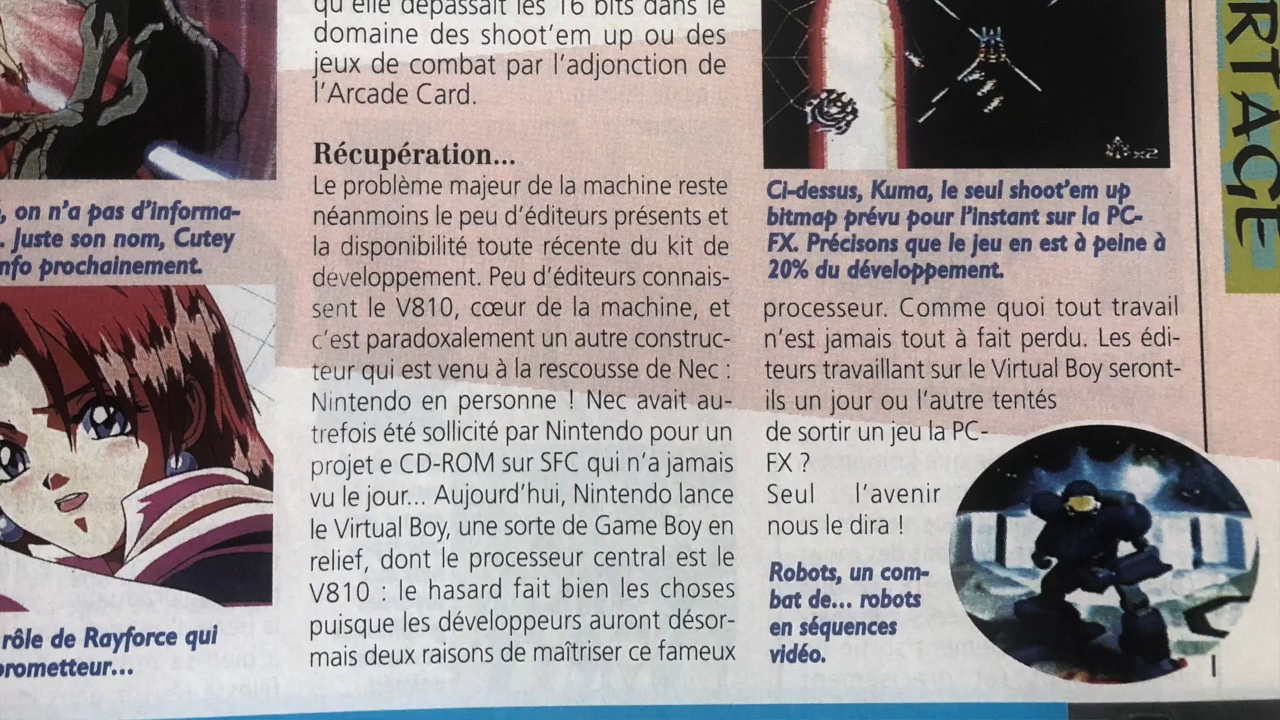 qu'elle dépassait les 16 bits dans le
domaine des shoot'em up ou des
jeux de combat par l'adjonction de
l'Arcade Card.
Récupération...
Le problème majeur de la machine reste
néanmoins le peu d'éditeurs présents et
la disponibilité toute récente du kit de
développement. Peu d'éditeurs connais-
sent le V810, cœur de la machine, et
c'est paradoxalement un autre construc-
teur qui est venu à la rescousse de Nec :
Nintendo en personne ! Nec avait au-
trefois été sollicité par Nintendo pour un
projet e CD-ROM sur SFC qui n'a jamais
vu le jour... Aujourd'hui, Nintendo lance
le Virtual Boy, une sorte de Game Boy en
relief, dont le processeur central est le
V810 : le hasard fait bien les choses
puisque les développeurs auront désor-
mais deux raisons de maîtriser ce fameux
processeur. Comme quoi tout travail
n'est jamais tout à fait perdu. Les édi-
teurs travaillant sur le Virtual Boy seront-
ils un jour ou l'autre tentés
de sortir un jeu la PC-
FX ?
Seul l'avenir
nous le dira !
, on n'a pas d'informa-
. Juste son nom, Cutey
nfo prochainement.
rôle de Rayforce qui
prometteur...
x2
Ci-dessus, Kuma, le seul shoot'em up
bitmap prévu pour l'instant sur la PC-
FX. Précisons que le jeu en est à peine à
20% du développement.
Robots, un com-
bat de... robots
en séquences
vidéo.
RTAGE